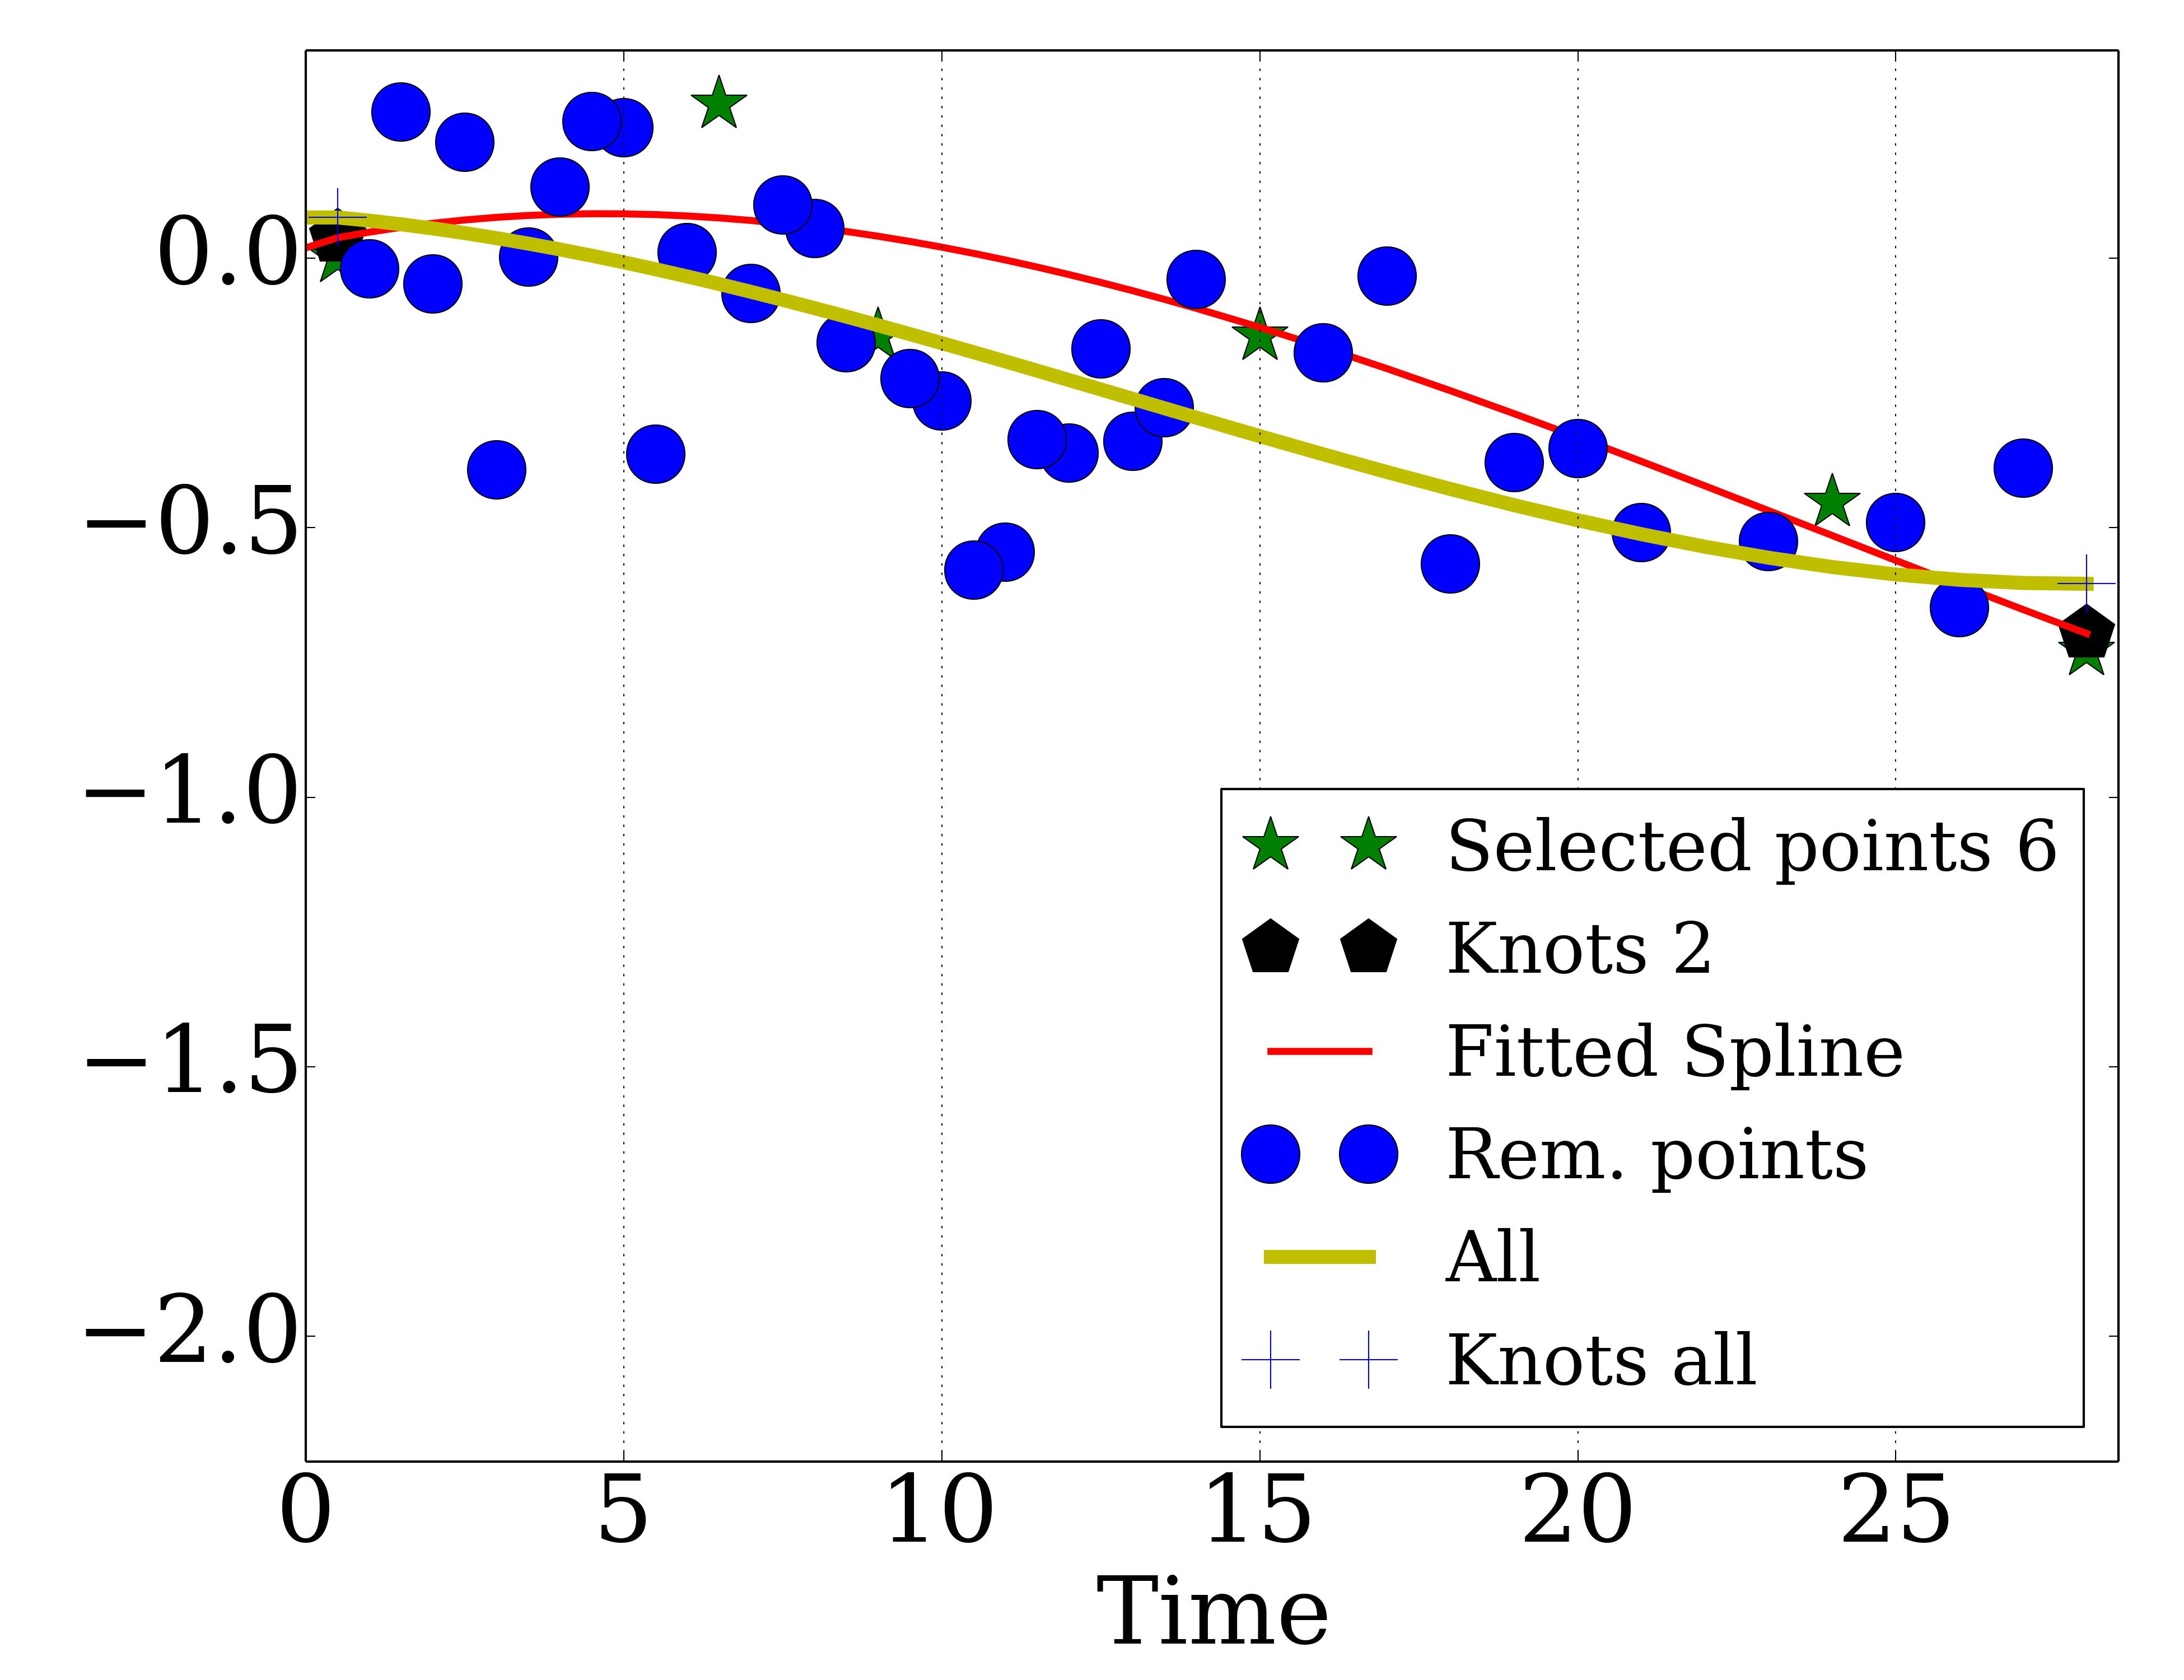 0.0
−0.5
−1.0
−1.5
−2.0
Selected points 6
Knots 2
Fitted Spline
Rem. points
All
Knots all
0 5 10 15 20 25
Time